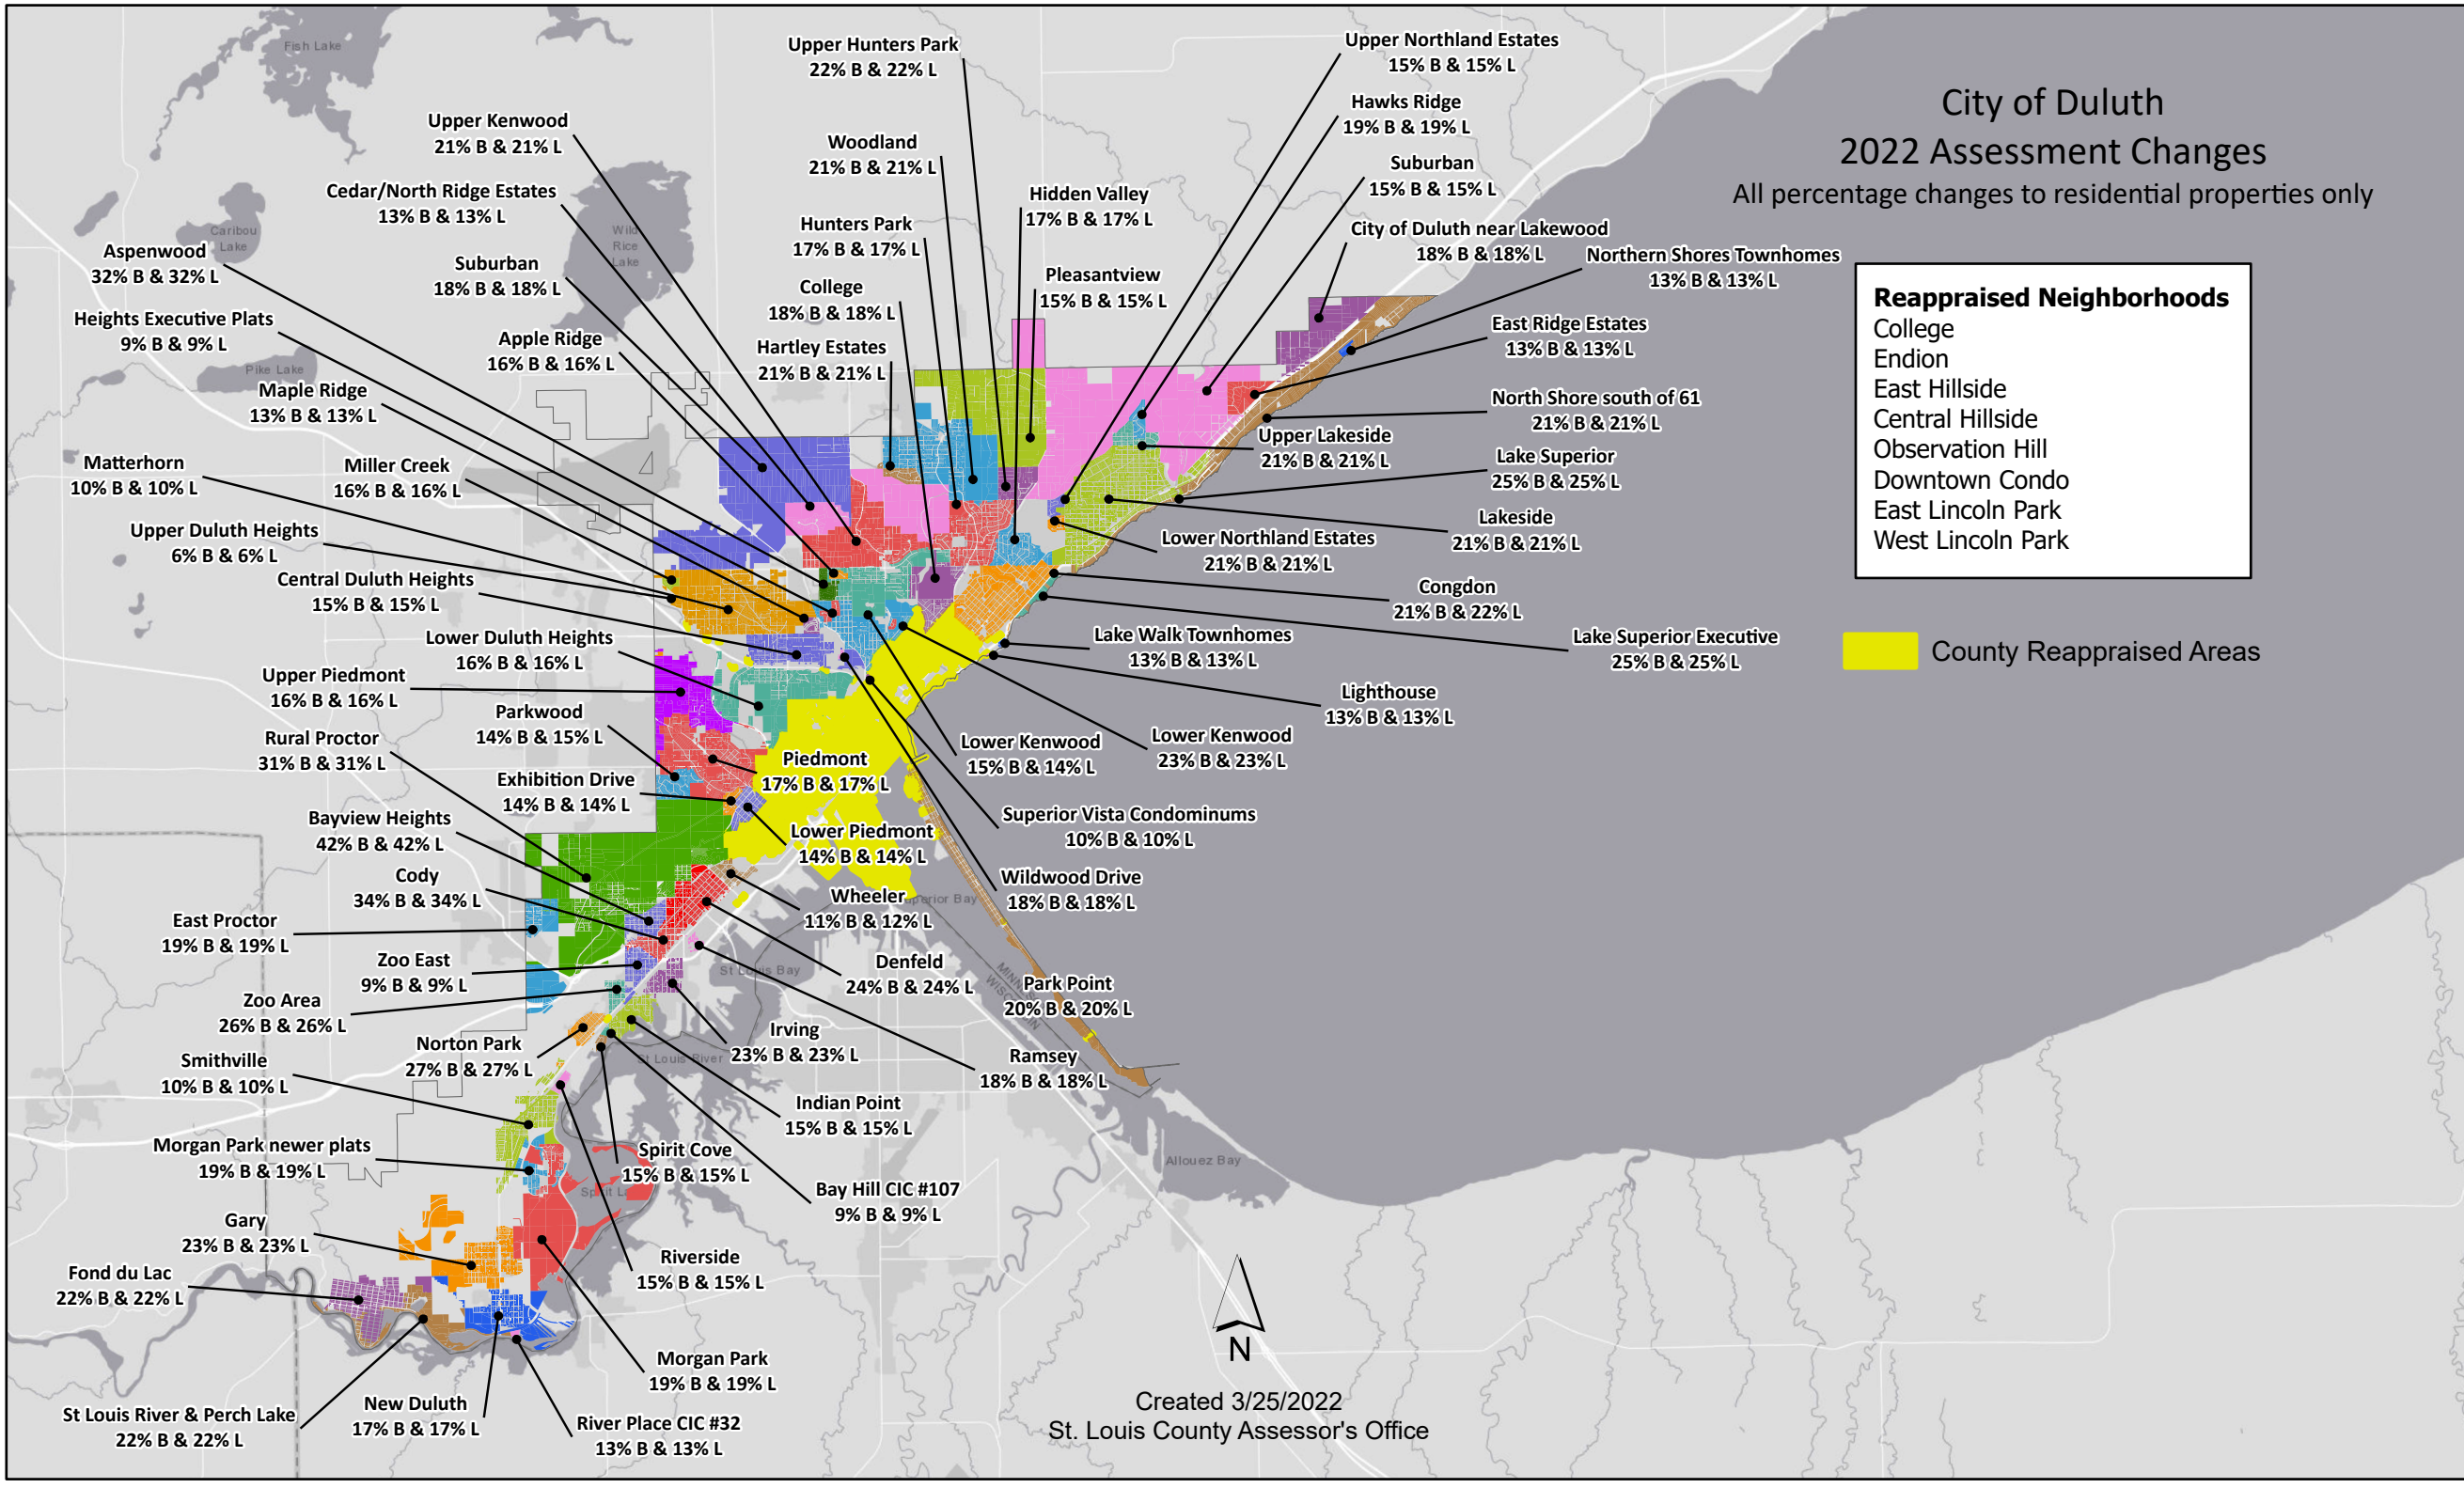 City of Duluth
2022 Assessment Changes
All percentage changes to residential properties only
Reappraised Neighborhoods
College
Endion
East Hillside
Central Hillside
Observation Hill
Downtown Condo
East Lincoln Park
West Lincoln Park
County Reappraised Areas
Fish Lake
Caribou
Lake
Wild
Rice
Lake
Pike Lake
Upper Hunters Park
22% B & 22% L
Upper Northland Estates
15% B & 15% L
Hawks Ridge
19% B & 19% L
Upper Kenwood
21% B & 21% L
Woodland
21% B & 21% L
Suburban
15% B & 15% L
Cedar/North Ridge Estates
13% B & 13% L
Hidden Valley
17% B & 17% L
Hunters Park
17% B & 17% L
City of Duluth near Lakewood
18% B & 18% L
Northern Shores Townhomes
13% B & 13% L
Aspenwood
32% B & 32% L
Suburban
18% B & 18% L
Pleasantview
15% B & 15% L
College
18% B & 18% L
Heights Executive Plats
9% B & 9% L
Apple Ridge
16% B & 16% L
Hartley Estates
21% B & 21% L
East Ridge Estates
13% B & 13% L
Maple Ridge
13% B & 13% L
North Shore south of 61
21% B & 21% L
Upper Lakeside
21% B & 21% L
Matterhorn
10% B & 10% L
Miller Creek
16% B & 16% L
Lake Superior
25% B & 25% L
Lakeside
21% B & 21% L
Upper Duluth Heights
6% B & 6% L
Lower Northland Estates
21% B & 21% L
Central Duluth Heights
15% B & 15% L
Congdon
21% B & 22% L
Lower Duluth Heights
16% B & 16% L
Lake Walk Townhomes
13% B & 13% L
Lake Superior Executive
25% B & 25% L
Upper Piedmont
16% B & 16% L
Lighthouse
13% B & 13% L
Parkwood
14% B & 15% L
Rural Proctor
31% B & 31% L
Lower Kenwood
15% B & 14% L
Lower Kenwood
23% B & 23% L
Piedmont
17% B & 17% L
Exhibition Drive
14% B & 14% L
Superior Vista Condominums
10% B & 10% L
Bayview Heights
42% B & 42% L
Lower Piedmont
14% B & 14% L
Cody
34% B & 34% L
Wildwood Drive
18% B & 18% L
Wheeler
11% B & 12% L
East Proctor
19% B & 19% L
Zoo East
9% B & 9% L
Denfeld
24% B & 24% L
St Louis Bay
MINNESOTA
WISCONSIN
Park Point
20% B & 20% L
Zoo Area
26% B & 26% L
Irving
23% B & 23% L
Norton Park
27% B & 27% L
St Louis River
Ramsey
18% B & 18% L
Smithville
10% B & 10% L
Indian Point
15% B & 15% L
Morgan Park newer plats
19% B & 19% L
Spirit Cove
15% B & 15% L
Allouez Bay
Bay Hill CIC #107
9% B & 9% L
Gary
23% B & 23% L
Riverside
15% B & 15% L
Fond du Lac
22% B & 22% L
Morgan Park
19% B & 19% L
New Duluth
17% B & 17% L
St Louis River & Perch Lake
22% B & 22% L
River Place CIC #32
13% B & 13% L
N
Created 3/25/2022
St. Louis County Assessor's Office